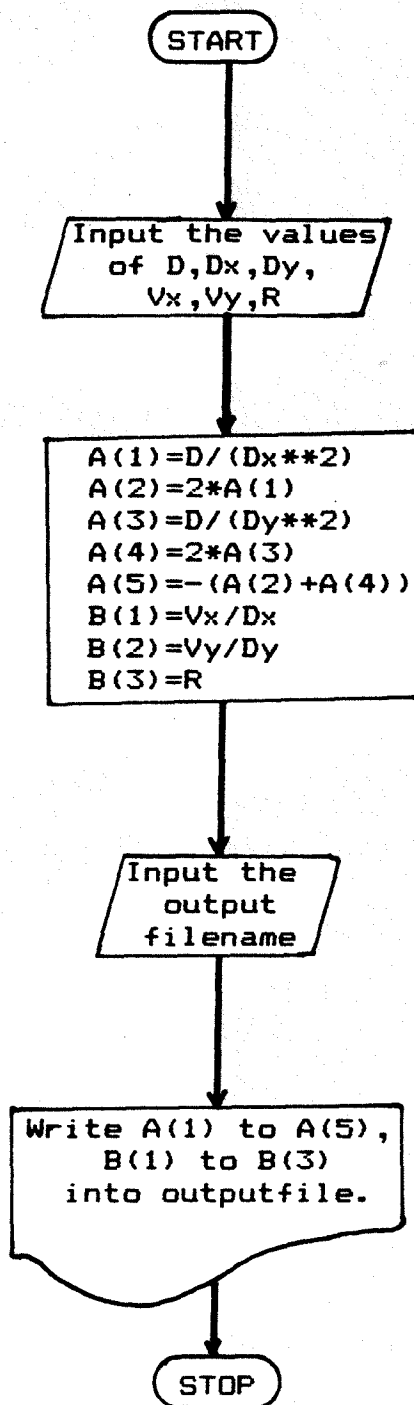 START
Input the values
of D,Dx,Dy,
Vx,Vy,R
A(1)=D/(Dx**2)
A(2)=2*A(1)
A(3)=D/(Dy**2)
A(4)=2*A(3)
A(5)=-(A(2)+A(4))
B(1)=Vx/Dx
B(2)=Vy/Dy
B(3)=R
Input the
output
filename
Write A(1) to A(5),
B(1) to B(3)
into outputfile.
STOP